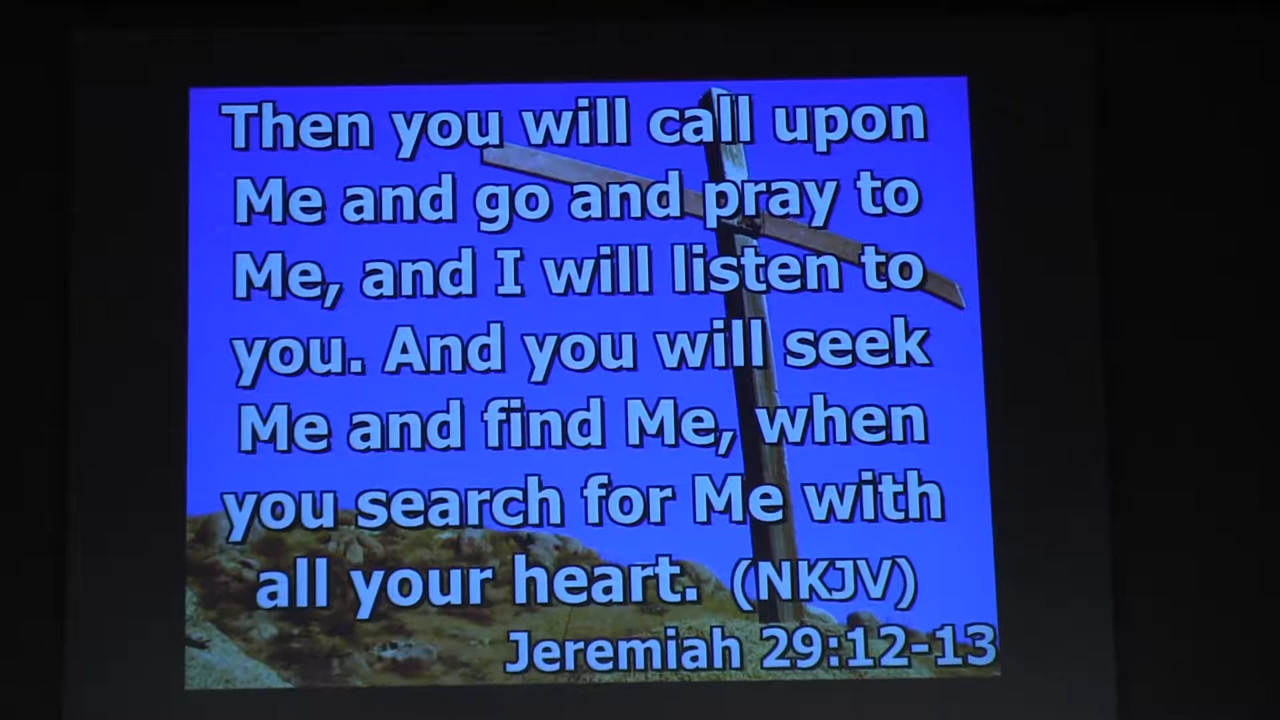 Then you will call upon
Me and go and pray to
Me, and I will listen to
you. And you will seek
Me and find Me, when
you search for Me with
all your heart. (NKJV)
Jeremiah 29:12-13